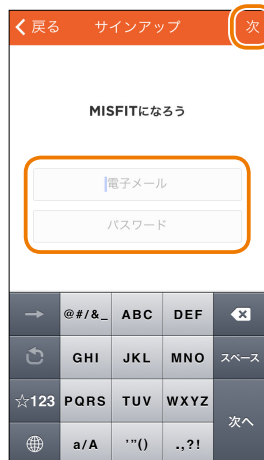 戻る サインアップ 次
MISFITになろう
電子メール
パスワード
→ @#/&_ ABC DEF
GHI JKL MNO スペース
☆123 PQRS TUV WXYZ
a/A '"() .,?! 次へ